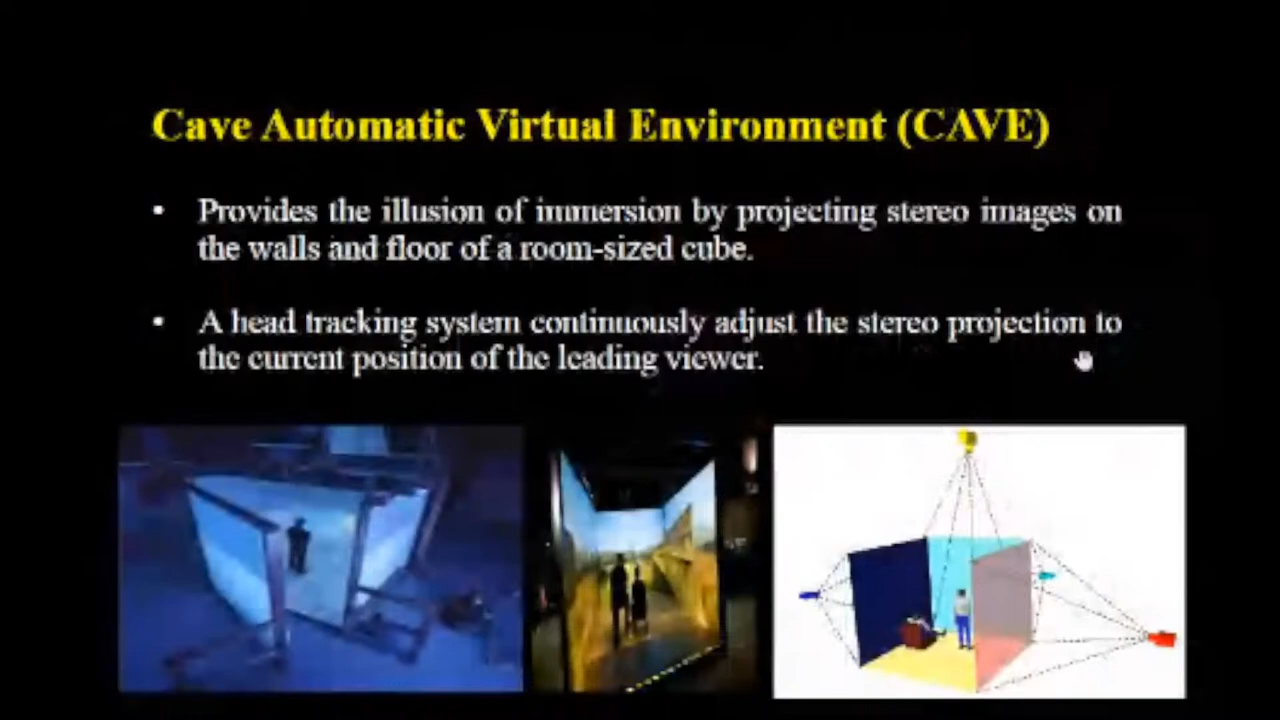 Cave Automatic Virtual Environment (CAVE)
• Provides the illusion of immersion by projecting stereo images on
the walls and floor of a room-sized cube.
• A head tracking system continuously adjust the stereo projection to
the current position of the leading viewer.